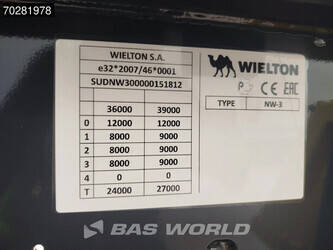 70281978
WIELTON S.A.
e32*2007/46*0001
SUDNW300000151812
WIELTON
CE EAC
TYPE NW-3
36000 39000
0 12000 12000
1 8000 9000
2 8000 9000
3 8000 9000
4 0 0
T 24000 27000
BAS WORLD